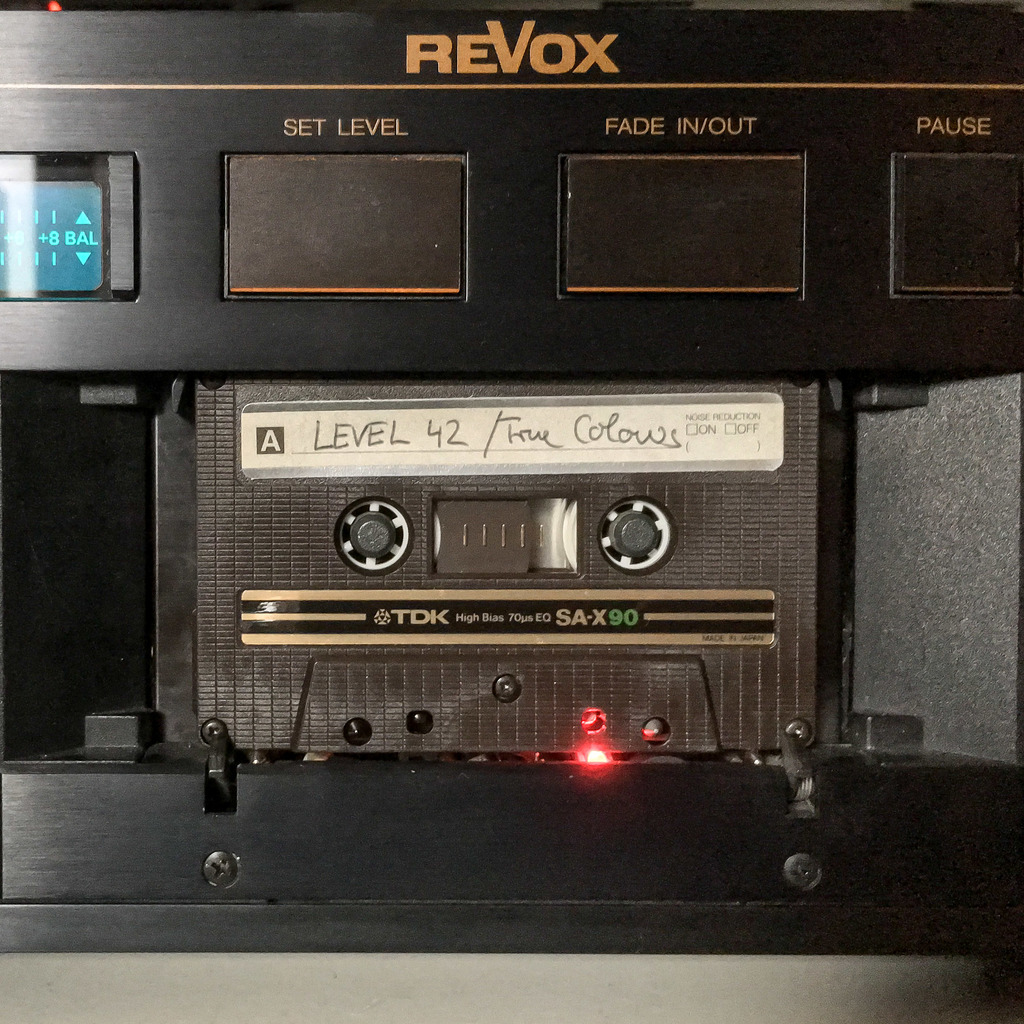 REVOX
SET LEVEL
FADE IN/OUT
PAUSE
+8 BAL
A
LEVEL 42 / True Colours
NOISE REDUCTION
☐ON ☐OFF
( )
TDK High Bias 70µs EQ SA-X90
MADE IN JAPAN